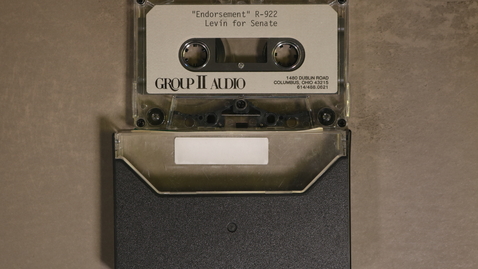 "Endorsement" R-922
Levin for Senate
GROUP II AUDIO
1480 DUBLIN ROAD
COLUMBUS, OHIO 43215
614/488.0621